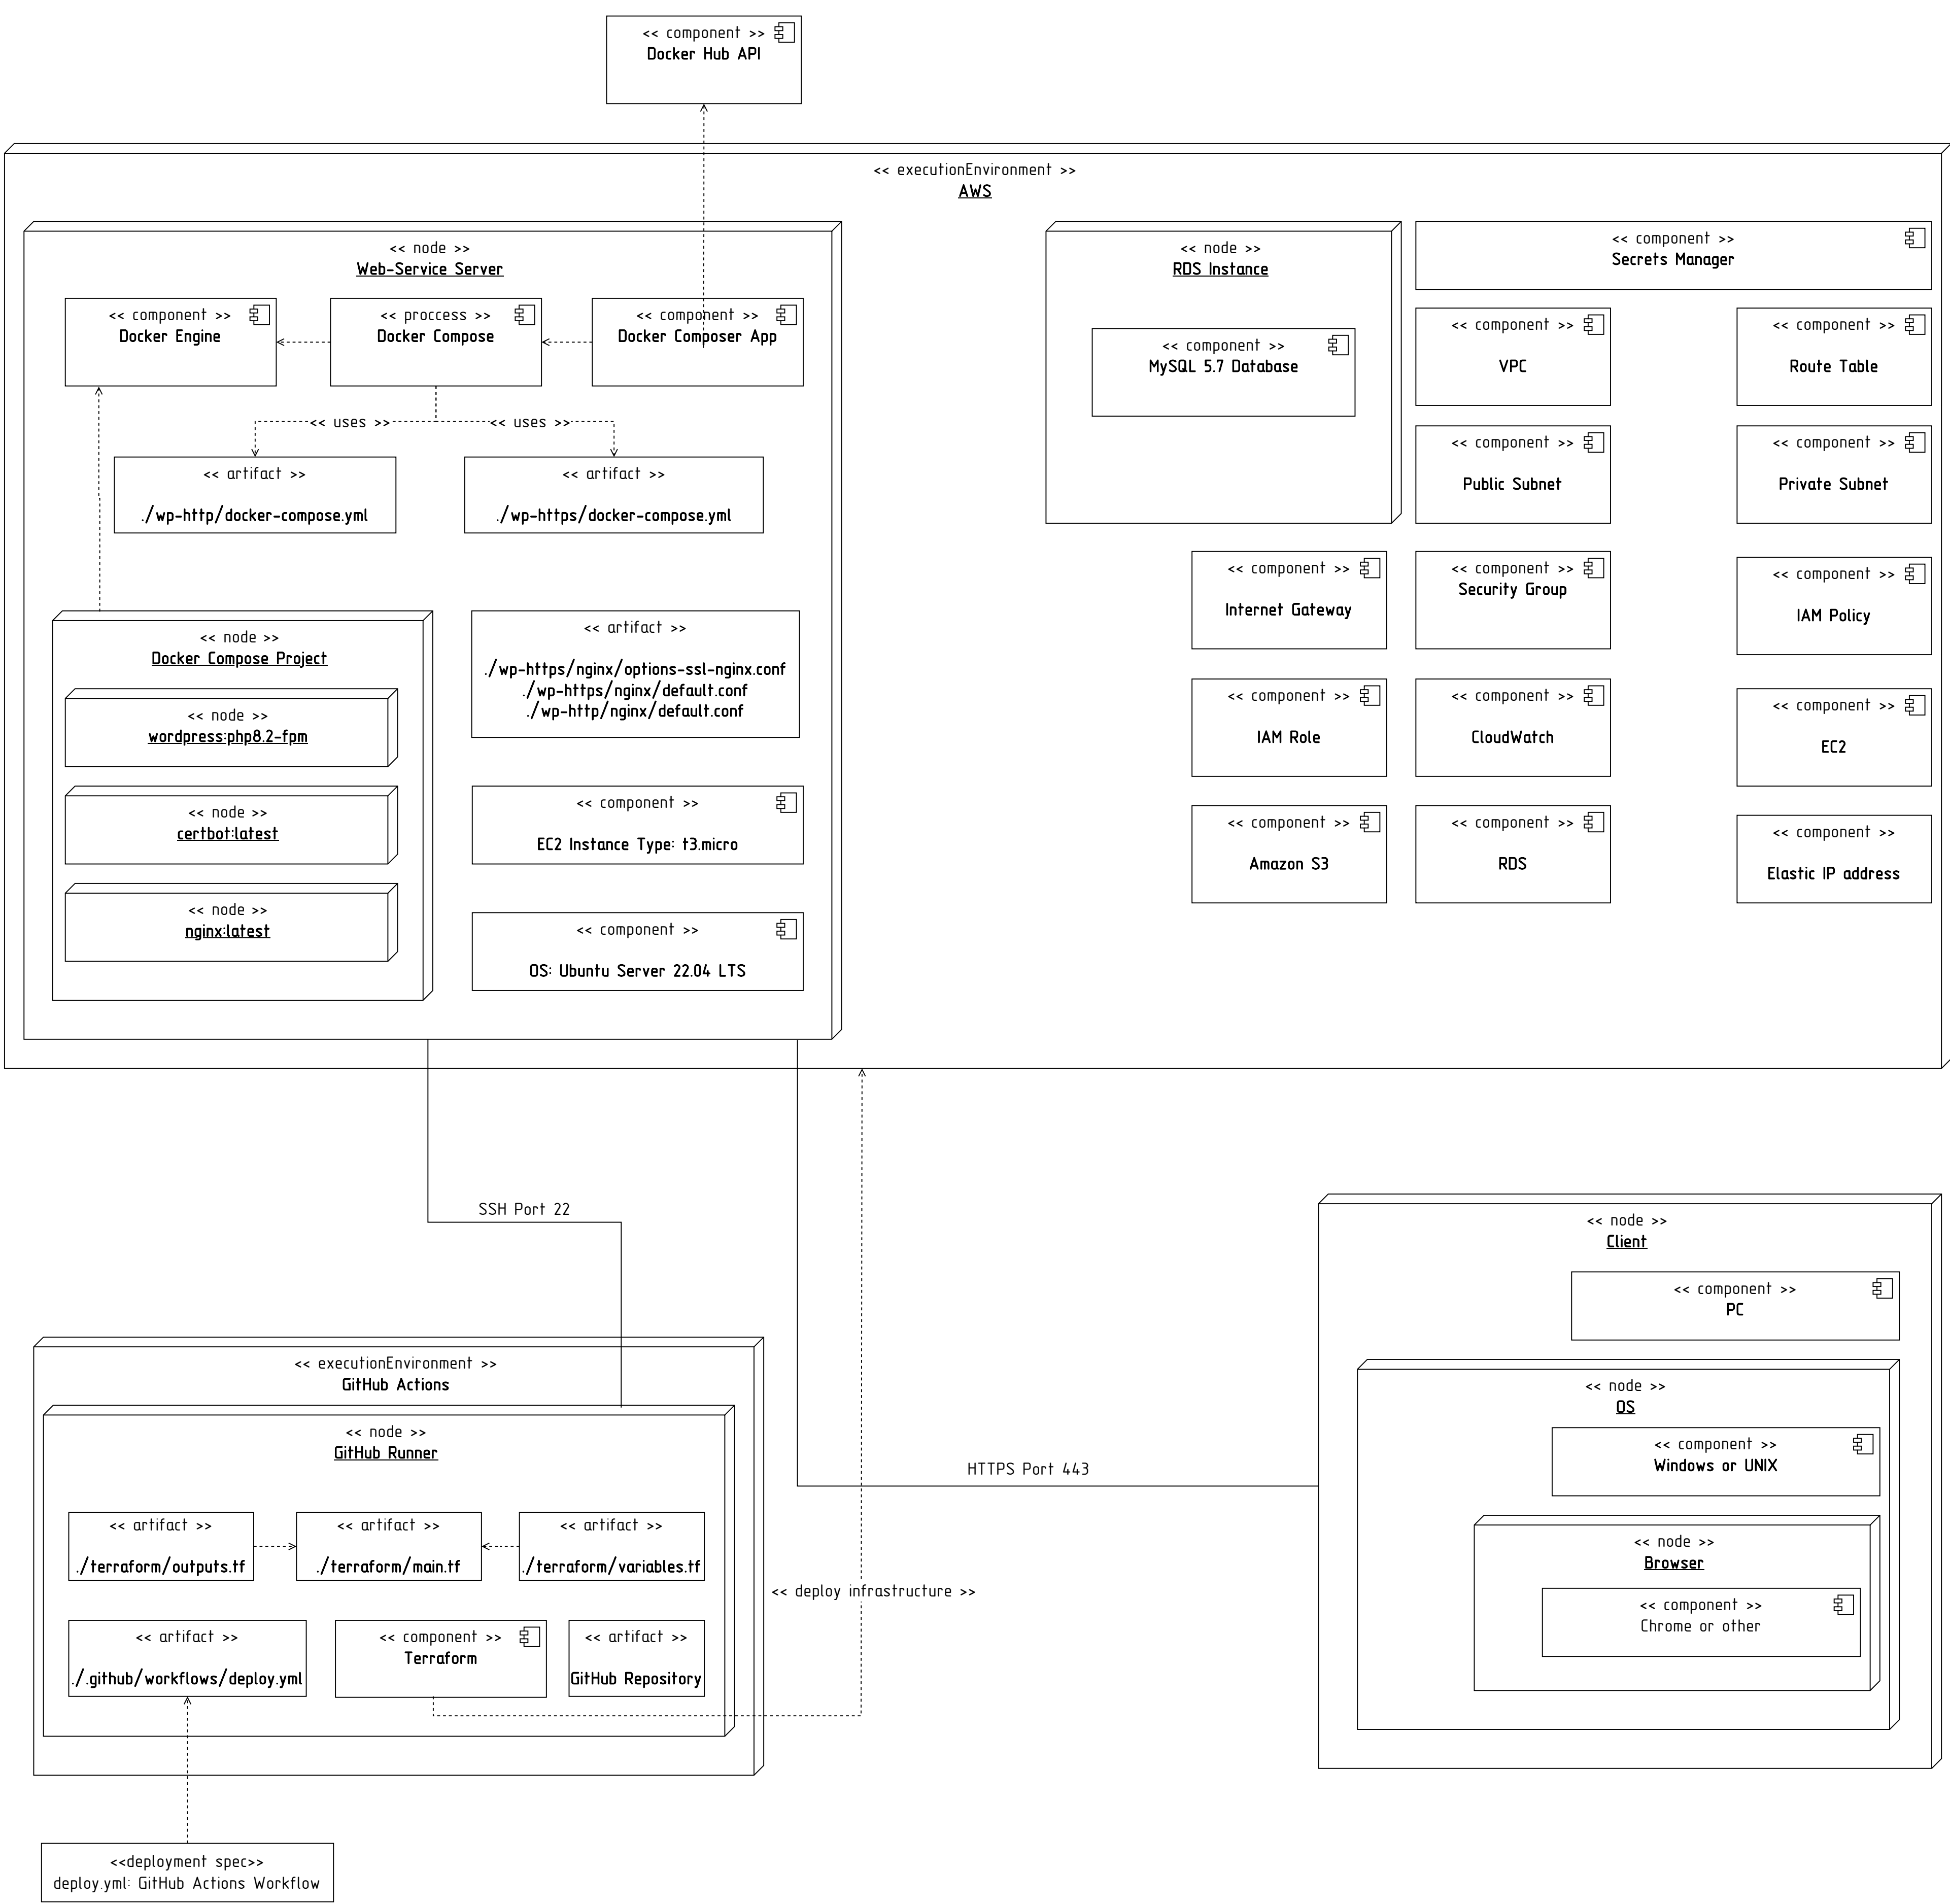 << component >>
Docker Hub API
<< executionEnvironment >>
AWS
<< node >>
Web-Service Server
<< component >>
Docker Engine
<< proccess >>
Docker Compose
<< component >>
Docker Composer App
<< uses >>
<< uses >>
<< artifact >>
./wp-http/docker-compose.yml
<< artifact >>
./wp-https/docker-compose.yml
<< node >>
Docker Compose Project
<< node >>
wordpress:php8.2-fpm
<< node >>
certbot:latest
<< node >>
nginx:latest
<< artifact >>
./wp-https/nginx/options-ssl-nginx.conf
./wp-https/nginx/default.conf
./wp-http/nginx/default.conf
<< component >>
EC2 Instance Type: t3.micro
<< component >>
OS: Ubuntu Server 22.04 LTS
<< node >>
RDS Instance
<< component >>
MySQL 5.7 Database
<< component >>
Secrets Manager
<< component >>
VPC
<< component >>
Route Table
<< component >>
Public Subnet
<< component >>
Private Subnet
<< component >>
Internet Gateway
<< component >>
Security Group
<< component >>
IAM Policy
<< component >>
IAM Role
<< component >>
CloudWatch
<< component >>
EC2
<< component >>
Amazon S3
<< component >>
RDS
<< component >>
Elastic IP address
SSH Port 22
HTTPS Port 443
<< deploy infrastructure >>
<< executionEnvironment >>
GitHub Actions
<< node >>
GitHub Runner
<< artifact >>
./terraform/outputs.tf
<< artifact >>
./terraform/main.tf
<< artifact >>
./terraform/variables.tf
<< artifact >>
./.github/workflows/deploy.yml
<< component >>
Terraform
<< artifact >>
GitHub Repository
<<deployment spec>>
deploy.yml: GitHub Actions Workflow
<< node >>
Client
<< component >>
PC
<< node >>
OS
<< component >>
Windows or UNIX
<< node >>
Browser
<< component >>
Chrome or other